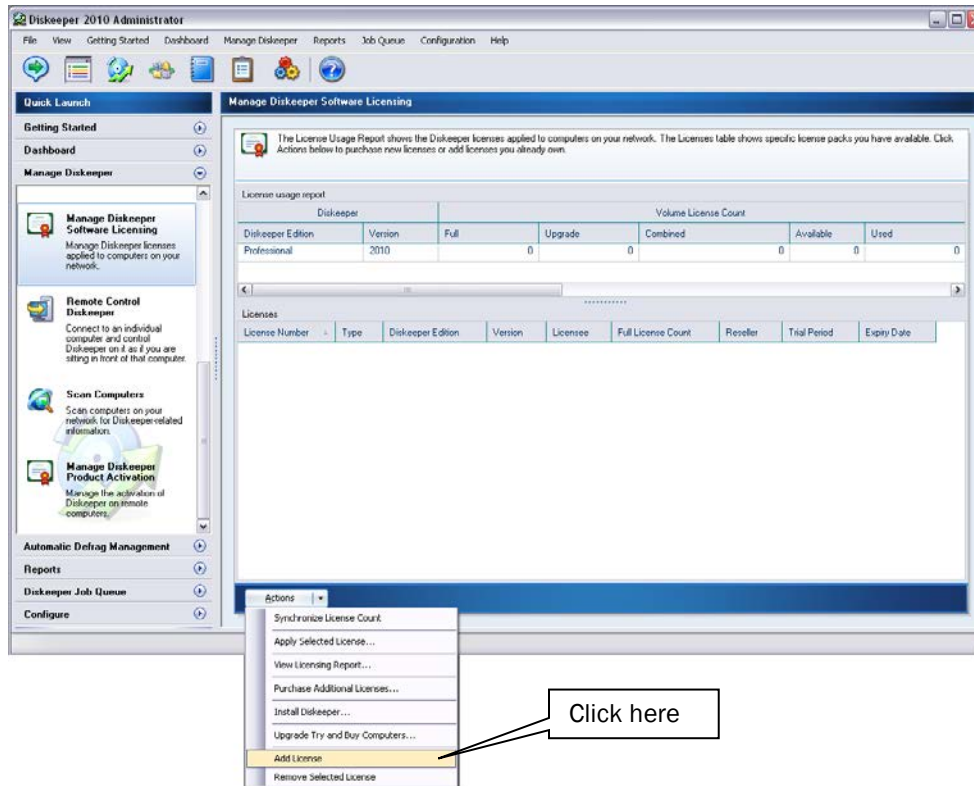 Diskeeper 2010 Administrator
File View Getting Started Dashboard Manage Diskeeper Reports Job Queue Configuration Help
Quick Launch
Getting Started
Dashboard
Manage Diskeeper
Manage Diskeeper
Software Licensing
Manage Diskeeper licenses
applied to computers on your
network.
Remote Control
Diskeeper
Connect to an individual
computer and control
Diskeeper on it as if you are
sitting in front of that computer.
Scan Computers
Scan computers on your
network for Diskeeper-related
information.
Manage Diskeeper
Product Activation
Manage the activation of
Diskeeper on remote
computers.
Automatic Defrag Management
Reports
Diskeeper Job Queue
Configure
Manage Diskeeper Software Licensing
The License Usage Report shows the Diskeeper licenses applied to computers on your network. The Licenses table shows specific license packs you have available. Click
Actions below to purchase new licenses or add licenses you already own.
License usage report
Diskeeper Volume License Count
Diskeeper Edition Version Full Upgrade Combined Available Used
Professional 2010 0 0 0 0 0
Licenses
License Number Type Diskeeper Edition Version Licensee Full License Count Reseller Trial Period Expiry Date
Actions
Synchronize License Count
Apply Selected License...
View Licensing Report...
Purchase Additional Licenses...
Install Diskeeper...
Upgrade Try and Buy Computers...
Add License
Remove Selected License
Click here